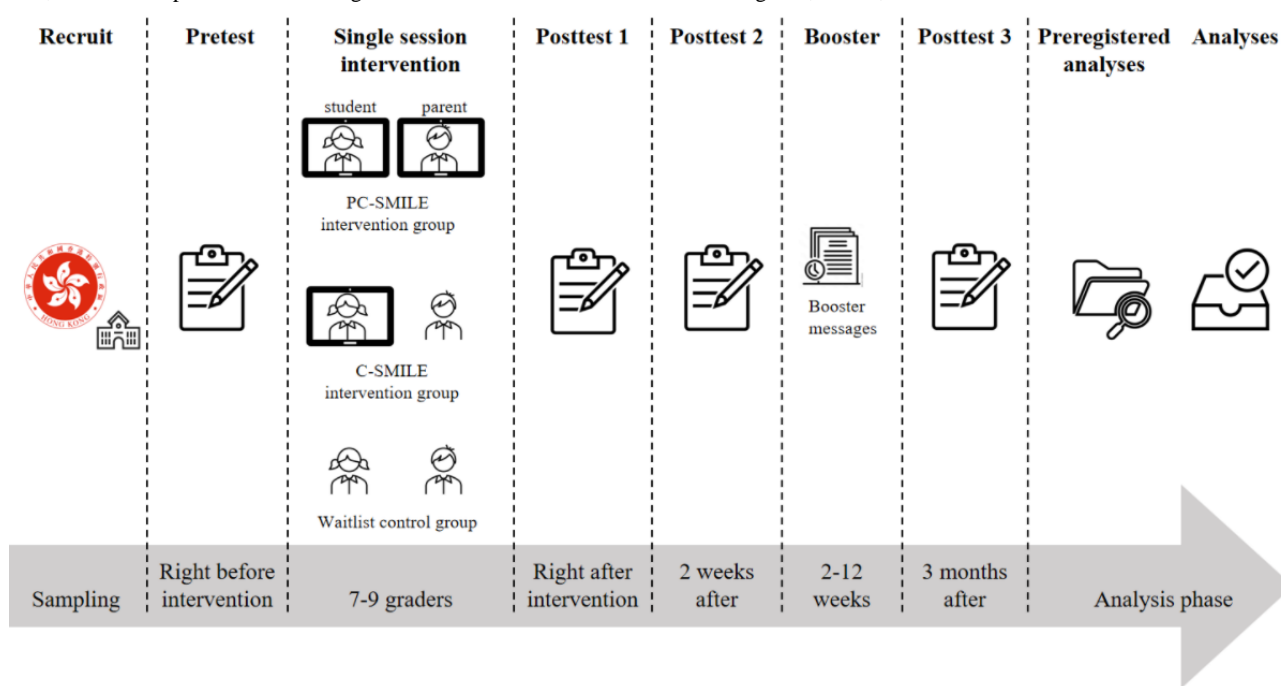 Recruit
Pretest
Single session
intervention
Posttest 1
Posttest 2
Booster
Posttest 3
Preregistered
analyses
Analyses
student
parent
PC-SMILE
intervention group
HONG KONG
Booster
messages
C-SMILE
intervention group
Waitlist control group
Sampling
Right before
intervention
7-9 graders
Right after
intervention
2 weeks
after
2-12
weeks
3 months
after
Analysis phase